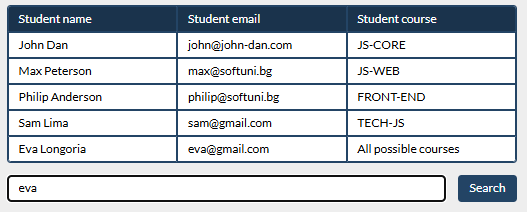 Student name Student email Student course
John Dan john@john-dan.com JS-CORE
Max Peterson max@softuni.bg JS-WEB
Philip Anderson philip@softuni.bg FRONT-END
Sam Lima sam@gmail.com TECH-JS
Eva Longoria eva@gmail.com All possible courses
eva Search